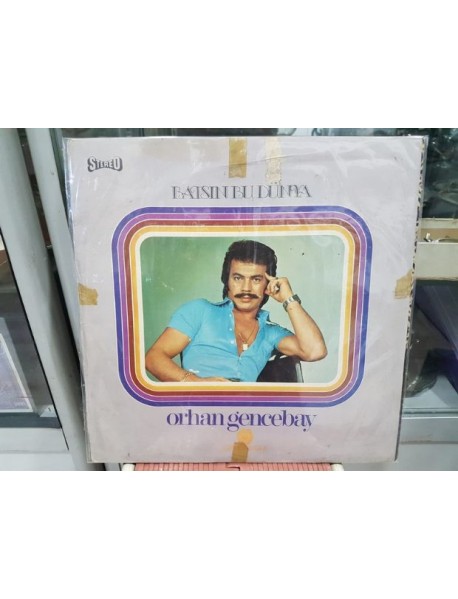 STEREO
BATSIN BU DÜNYA
orhan gencebay